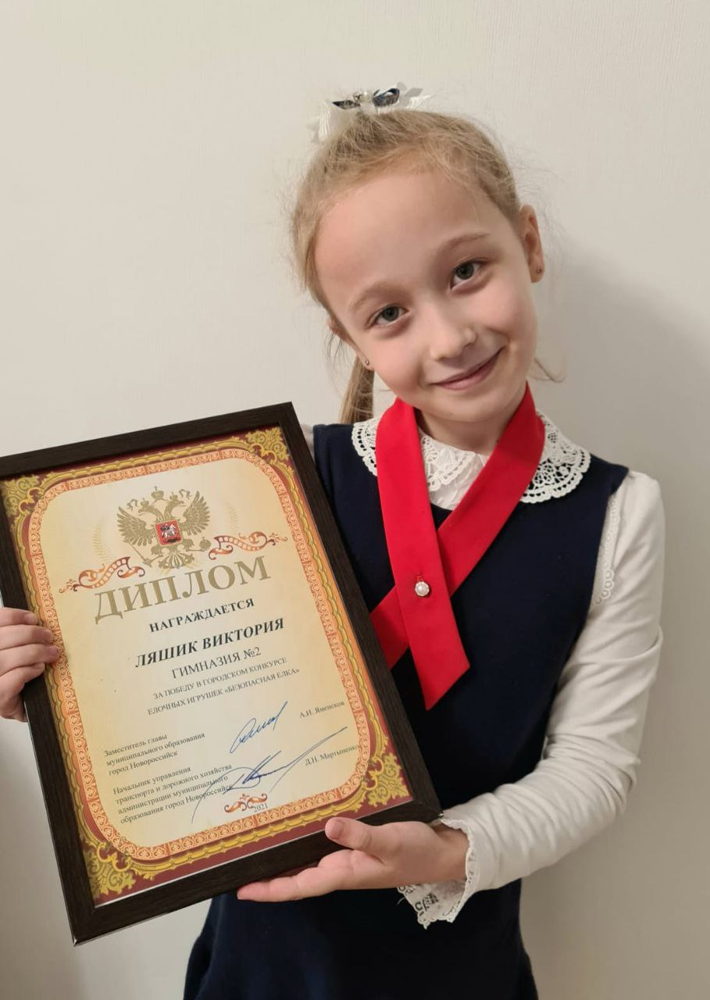 ДИПЛОМ
НАГРАЖДАЕТСЯ
ЛЯШИК ВИКТОРИЯ
ГИМНАЗИЯ №2
ЗА ПОБЕДУ В ГОРОДСКОМ КОНКУРСЕ
ЕЛОЧНЫХ ИГРУШЕК «БЕЗОПАСНАЯ ЕЛКА»
Заместитель главы
муниципального образования
город Новороссийск
А.И. Яменсков
Начальник управления
транспорта и дорожного хозяйства
администрации муниципального
образования город Новороссийск
Д.Н. Мартыненко
2021